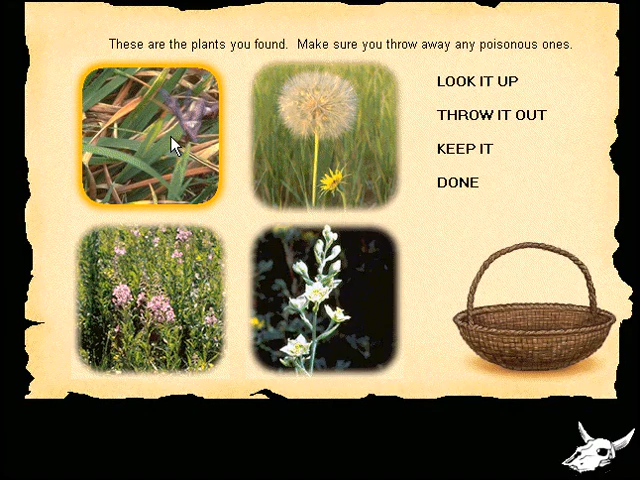 These are the plants you found.  Make sure you throw away any poisonous ones.
LOOK IT UP
THROW IT OUT
KEEP IT
DONE